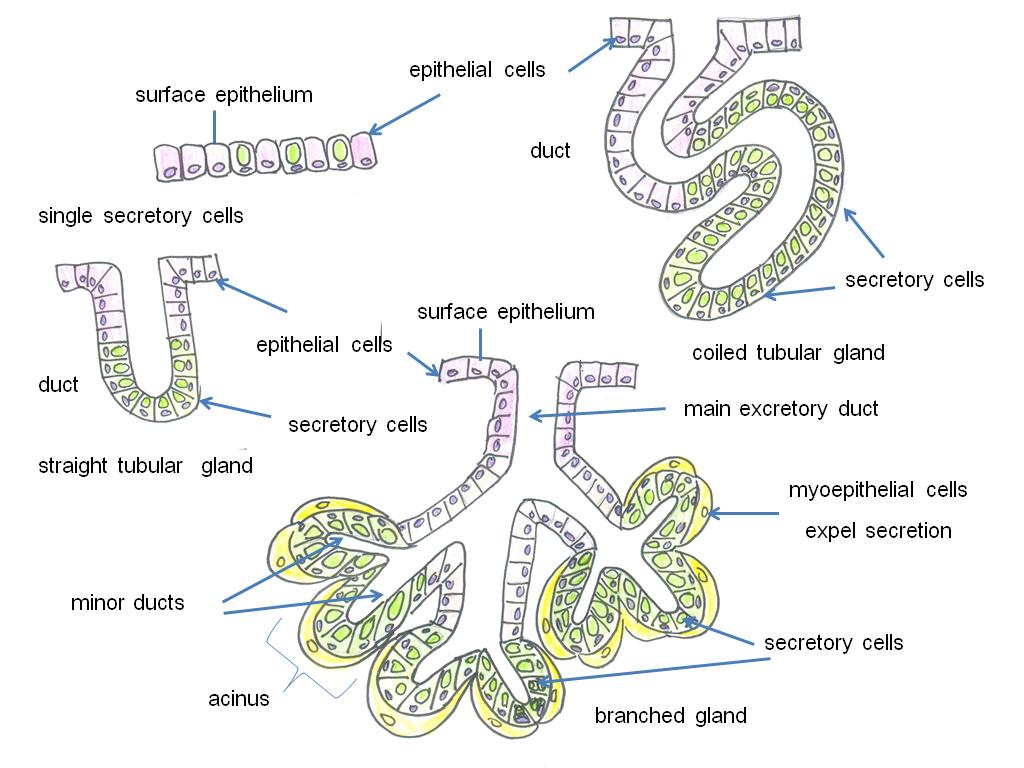 epithelial cells
surface epithelium
duct
single secretory cells
secretory cells
surface epithelium
epithelial cells
coiled tubular gland
duct
main excretory duct
secretory cells
straight tubular gland
myoepithelial cells
expel secretion
minor ducts
secretory cells
acinus
branched gland